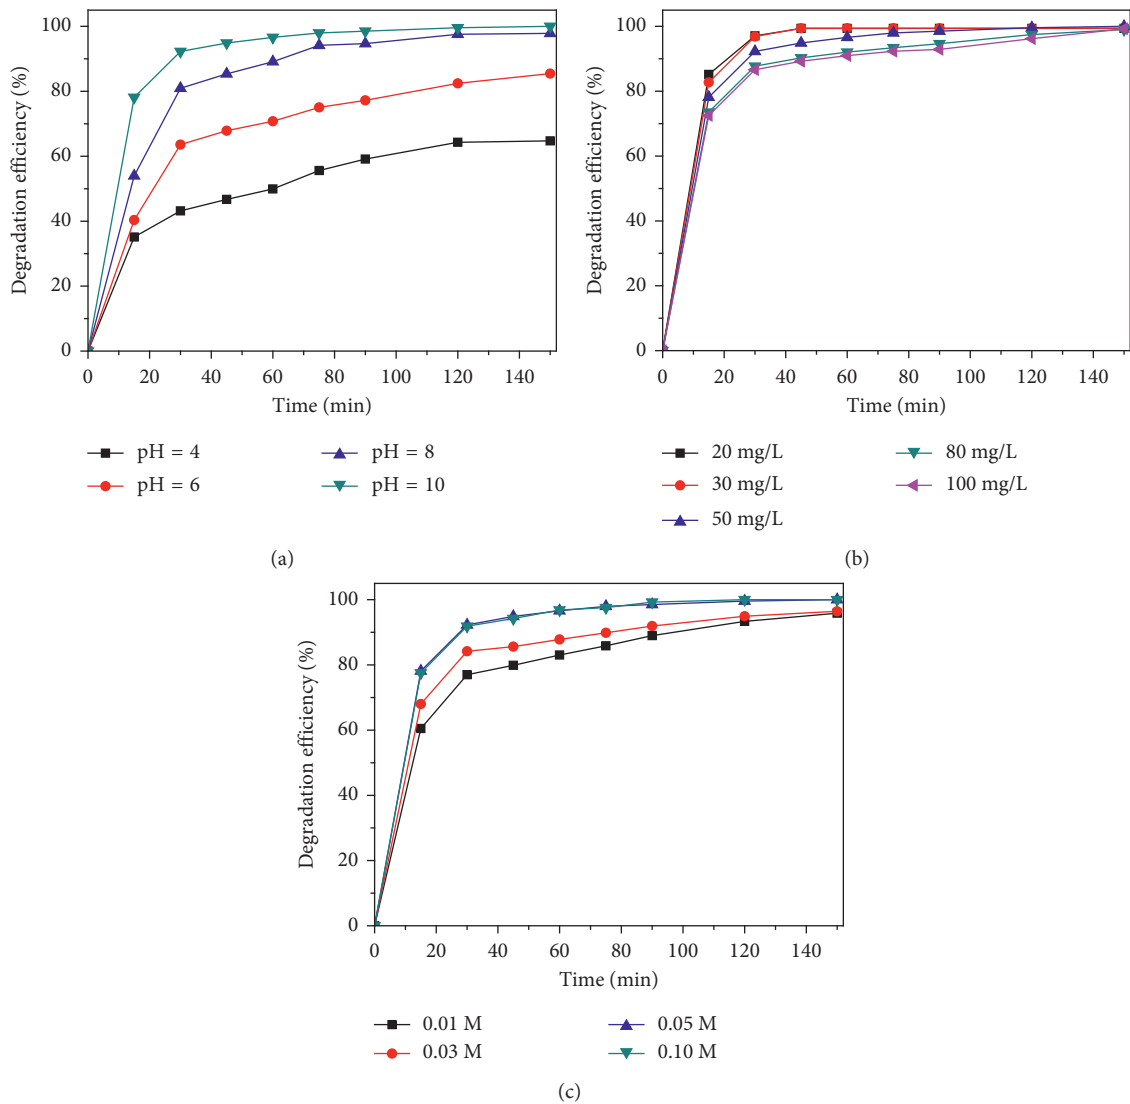 100
80
60
40
20
0
Degradation efficiency (%)
0 20 40 60 80 100 120 140
Time (min)
pH = 4 pH = 8
pH = 6 pH = 10
(a)
100
80
60
40
20
0
Degradation efficiency (%)
0 20 40 60 80 100 120 140
Time (min)
20 mg/L 80 mg/L
30 mg/L 100 mg/L
50 mg/L
(b)
100
80
60
40
20
0
Degradation efficiency (%)
0 20 40 60 80 100 120 140
Time (min)
0.01 M 0.05 M
0.03 M 0.10 M
(c)